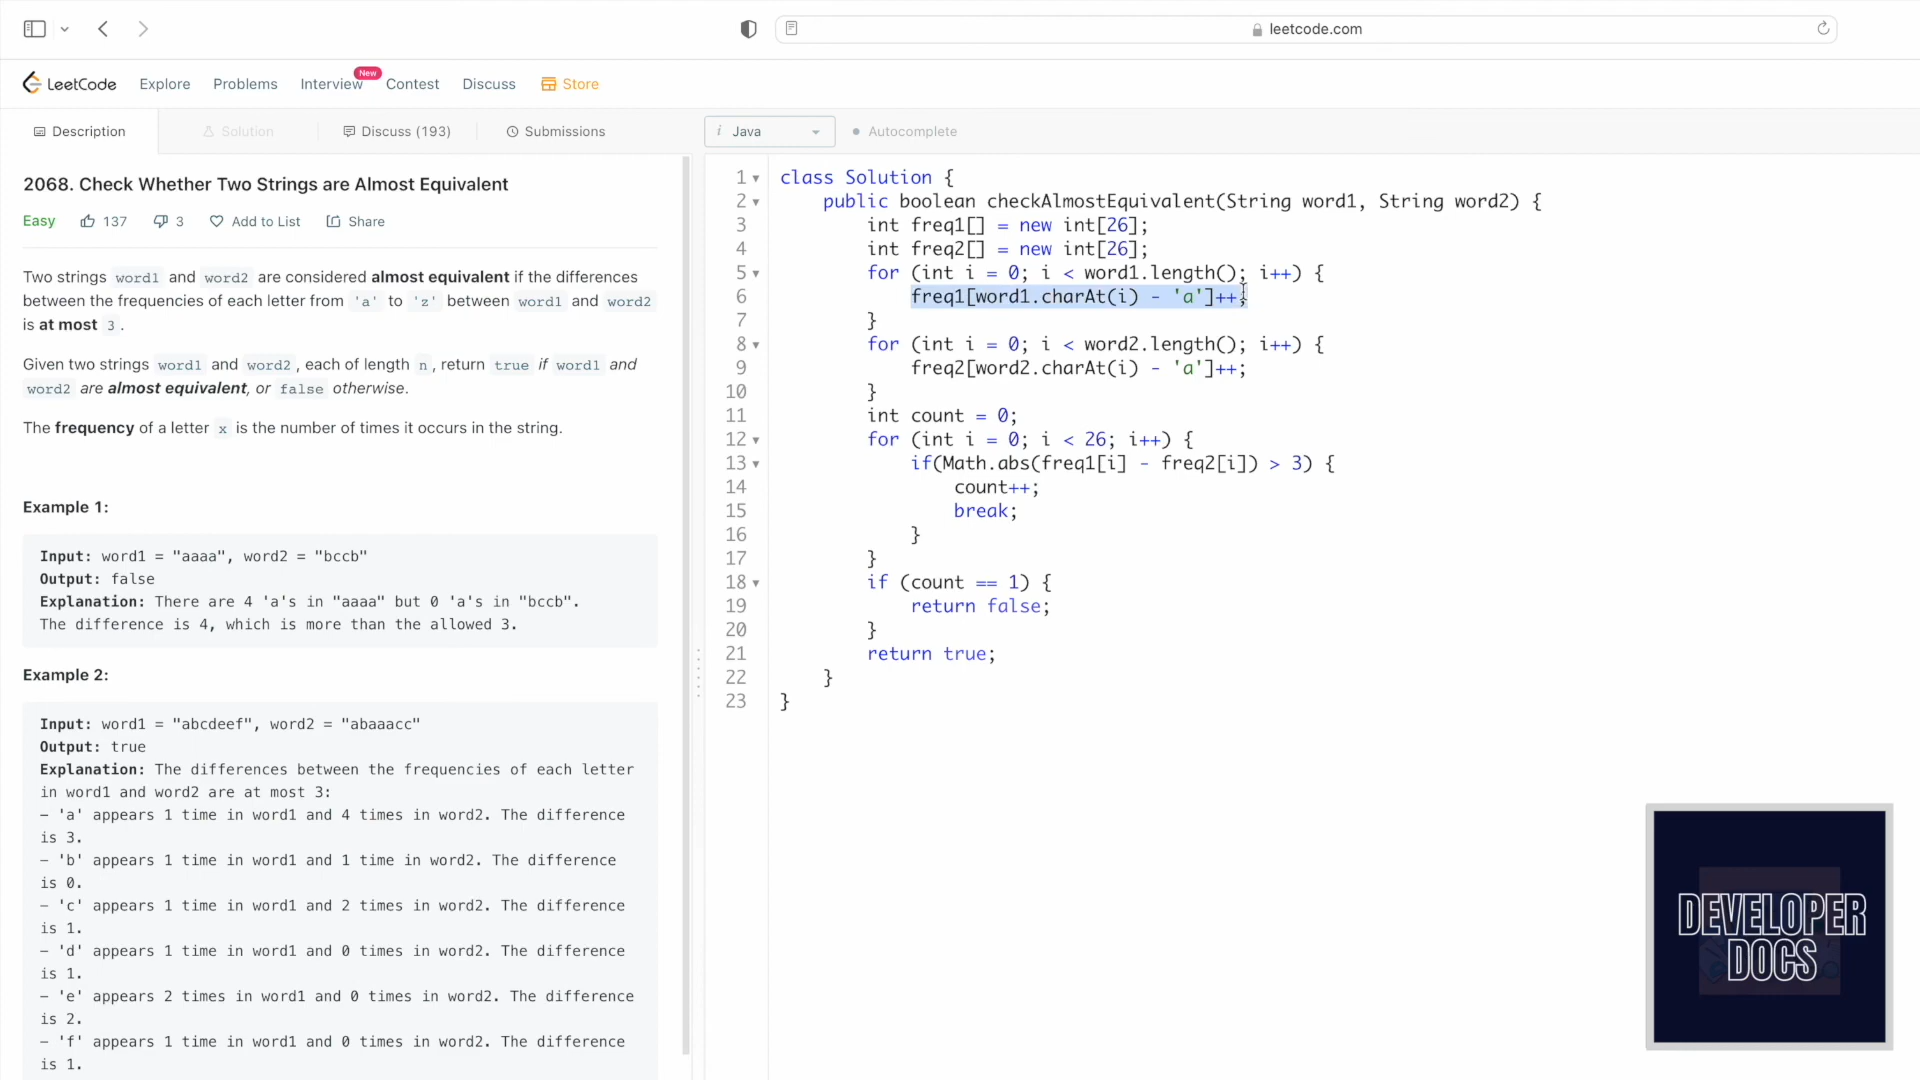 leetcode.com
LeetCode Explore Problems Interview New Contest Discuss Store
Description Solution Discuss (193) Submissions
i Java Autocomplete
2068. Check Whether Two Strings are Almost Equivalent
Easy 137 3 Add to List Share
Two strings word1 and word2 are considered almost equivalent if the differences
between the frequencies of each letter from 'a' to 'z' between word1 and word2
is at most 3 .
Given two strings word1 and word2 , each of length n , return true if word1 and
word2 are almost equivalent, or false otherwise.
The frequency of a letter x is the number of times it occurs in the string.
Example 1:
Input: word1 = "aaaa", word2 = "bccb"
Output: false
Explanation: There are 4 'a's in "aaaa" but 0 'a's in "bccb".
The difference is 4, which is more than the allowed 3.
Example 2:
Input: word1 = "abcdeef", word2 = "abaaacc"
Output: true
Explanation: The differences between the frequencies of each letter
in word1 and word2 are at most 3:
– 'a' appears 1 time in word1 and 4 times in word2. The difference
is 3.
– 'b' appears 1 time in word1 and 1 time in word2. The difference
is 0.
– 'c' appears 1 time in word1 and 2 times in word2. The difference
is 1.
– 'd' appears 1 time in word1 and 0 times in word2. The difference
is 1.
– 'e' appears 2 times in word1 and 0 times in word2. The difference
is 2.
– 'f' appears 1 time in word1 and 0 times in word2. The difference
is 1.
1 class Solution {
2 public boolean checkAlmostEquivalent(String word1, String word2) {
3 int freq1[] = new int[26];
4 int freq2[] = new int[26];
5 for (int i = 0; i < word1.length(); i++) {
6 freq1[word1.charAt(i) - 'a']++;
7 }
8 for (int i = 0; i < word2.length(); i++) {
9 freq2[word2.charAt(i) - 'a']++;
10 }
11 int count = 0;
12 for (int i = 0; i < 26; i++) {
13 if(Math.abs(freq1[i] - freq2[i]) > 3) {
14 count++;
15 break;
16 }
17 }
18 if (count == 1) {
19 return false;
20 }
21 return true;
22 }
23 }
DEVELOPER
DOCS